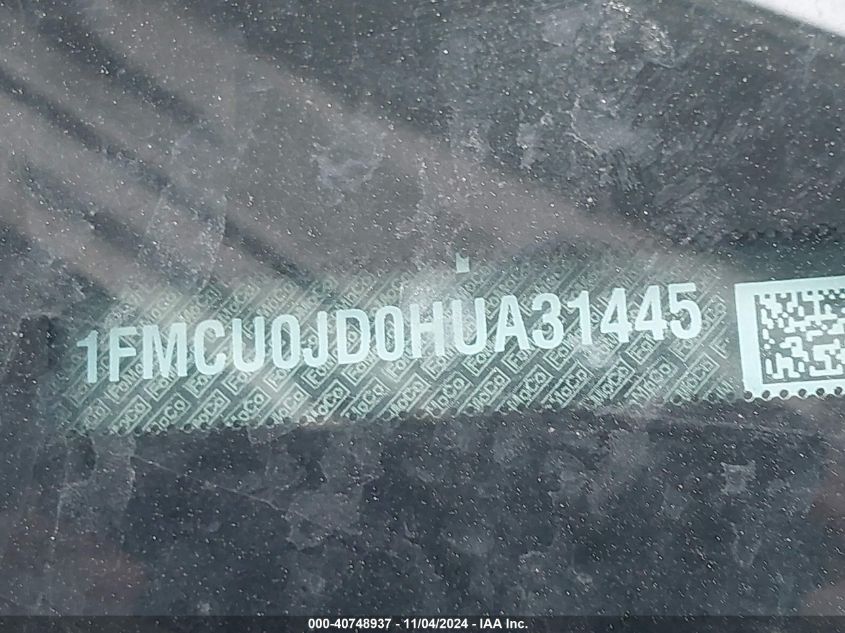 1FMCU0JD0HUA31445
000-40748937 - 11/04/2024 - IAA Inc.